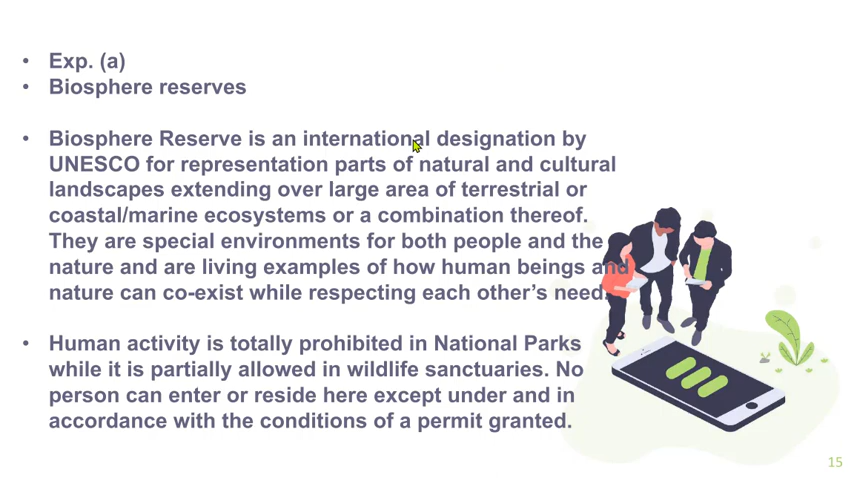 • Exp. (a)
• Biosphere reserves
• Biosphere Reserve is an international designation by
UNESCO for representation parts of natural and cultural
landscapes extending over large area of terrestrial or
coastal/marine ecosystems or a combination thereof.
They are special environments for both people and the
nature and are living examples of how human beings and
nature can co-exist while respecting each other’s need.
• Human activity is totally prohibited in National Parks
while it is partially allowed in wildlife sanctuaries. No
person can enter or reside here except under and in
accordance with the conditions of a permit granted.
15